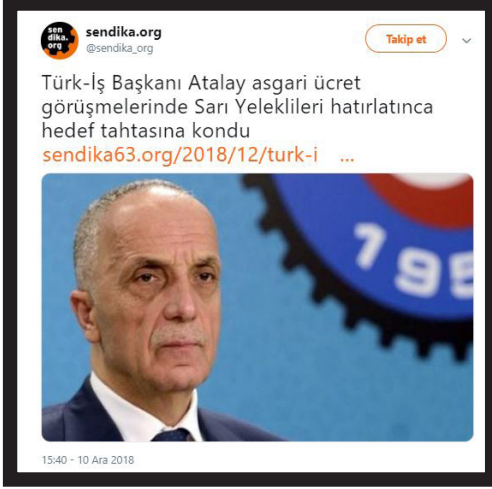 sen
dika.
org
sendika.org
@sendika_org
Takip et
Türk-İş Başkanı Atalay asgari ücret
görüşmelerinde Sarı Yeleklileri hatırlatınca
hedef tahtasına kondu
sendika63.org/2018/12/turk-i ...
195
15:40 - 10 Ara 2018